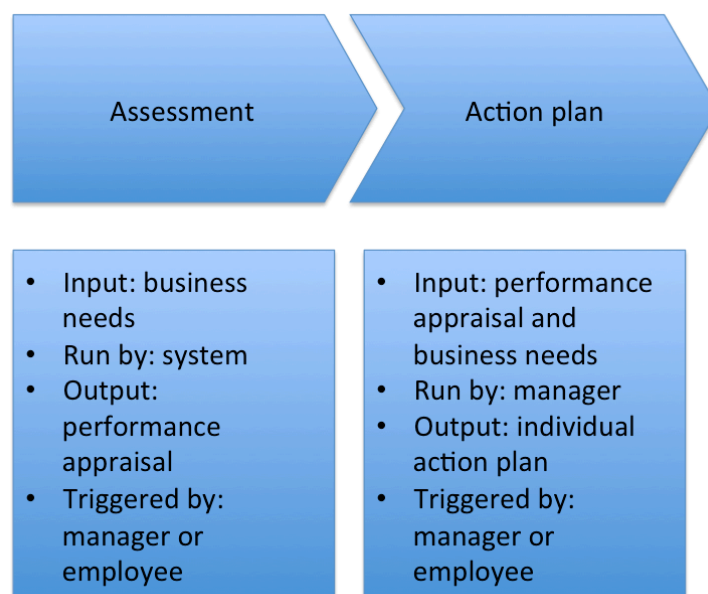 Assessment
Action plan
• Input: business
needs
• Run by: system
• Output:
performance
appraisal
• Triggered by:
manager or
employee
• Input: performance
appraisal and
business needs
• Run by: manager
• Output: individual
action plan
• Triggered by:
manager or
employee